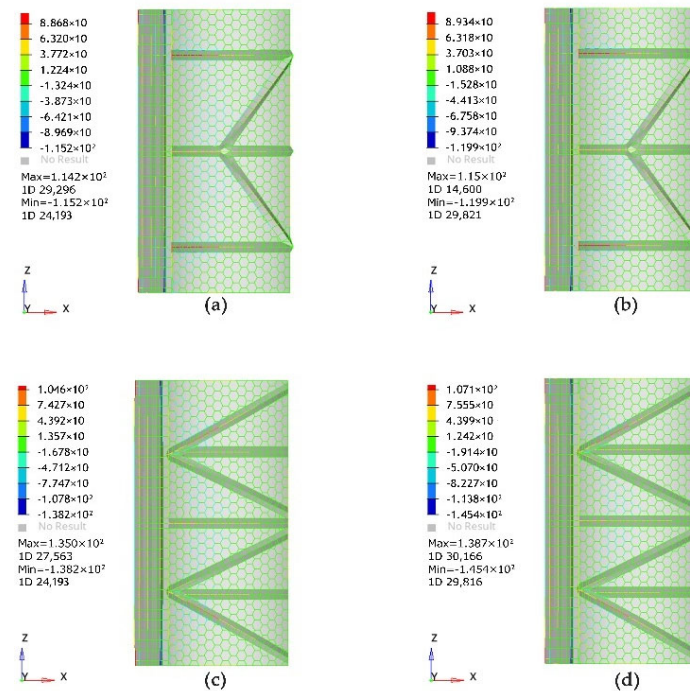 8.868×10
6.320×10
3.772×10
1.224×10
-1.324×10
-3.873×10
-6.421×10
-8.969×10
-1.152×10²
No Result
Max=1.142×10²
1D 29,296
Min=-1.152×10²
1D 24,193
Z
Y
X
(a)
8.934×10
6.318×10
3.703×10
1.088×10
-1.528×10
-4.413×10
-6.758×10
-9.374×10
-1.199×10²
No Result
Max=1.15×10²
1D 14,600
Min=-1.199×10²
1D 29,821
Z
Y
X
(b)
1.046×10²
7.427×10
4.392×10
1.357×10
-1.678×10
-4.712×10
-7.747×10
-1.078×10²
-1.382×10²
No Result
Max=1.350×10²
1D 27,563
Min=-1.382×10²
1D 24,193
Z
Y
X
(c)
1.071×10²
7.555×10
4.399×10
1.242×10
-1.914×10
-5.070×10
-8.227×10
-1.138×10²
-1.454×10²
No Result
Max=1.387×10²
1D 30,166
Min=-1.454×10²
1D 29,816
Z
Y
X
(d)